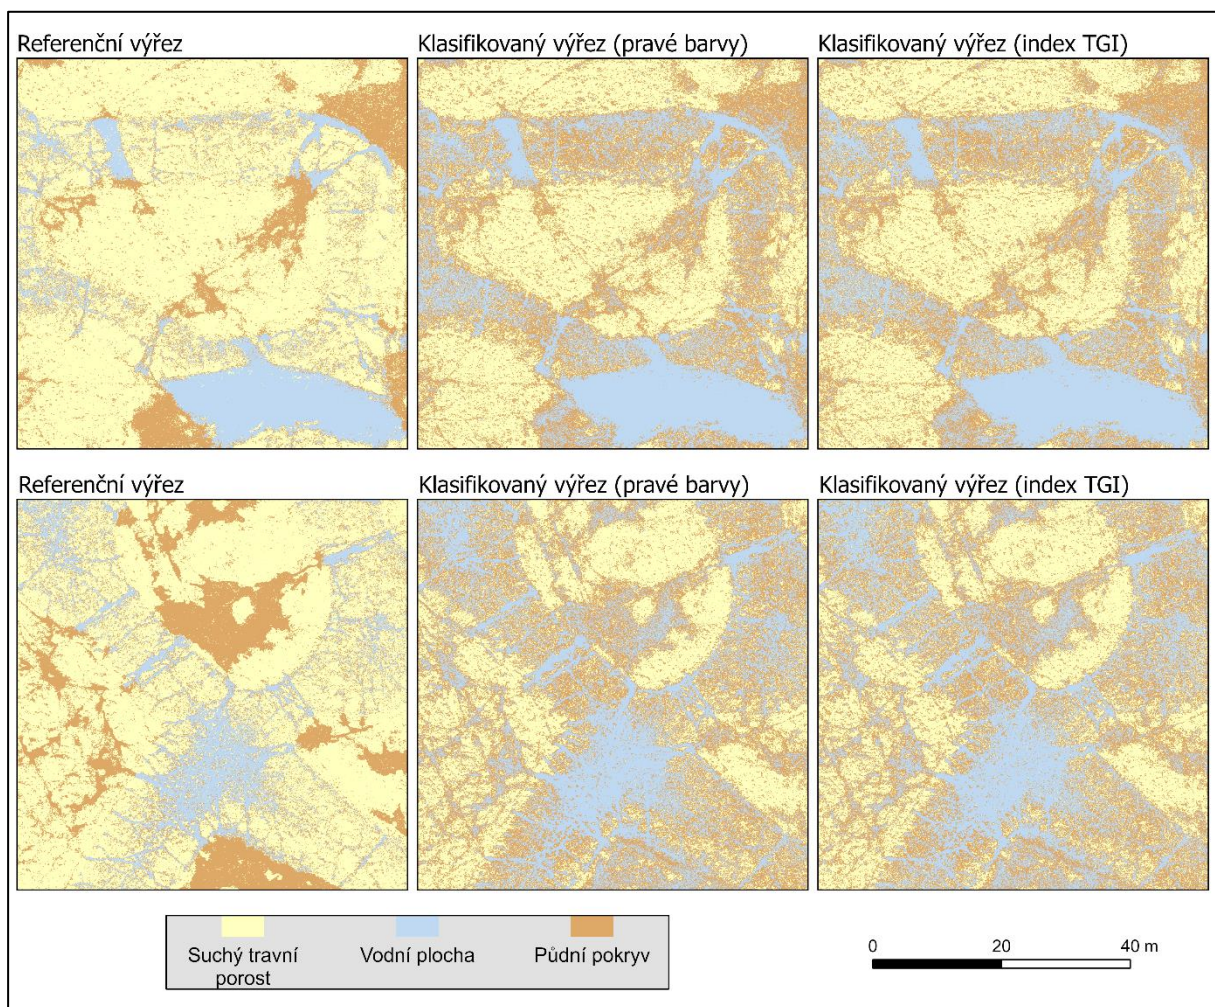 Referenční výřez
Klasifikovaný výřez (pravé barvy)
Klasifikovaný výřez (index TGI)
Referenční výřez
Klasifikovaný výřez (pravé barvy)
Klasifikovaný výřez (index TGI)
Suchý travní
porost
Vodní plocha
Půdní pokryv
0 20 40 m